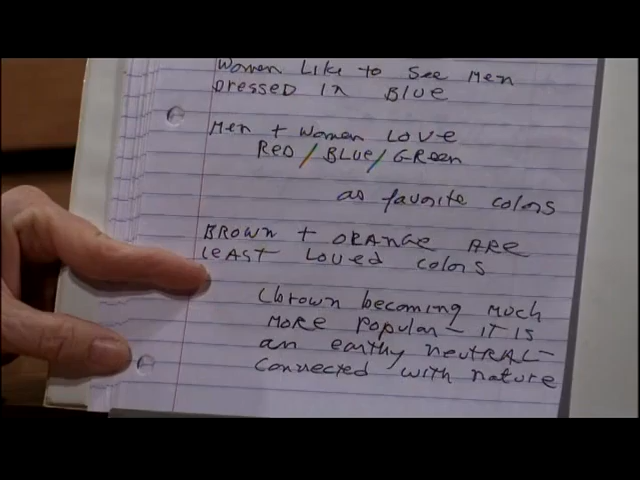 Women Like to See Men
DRESSED IN BLUE
Men + Women LOVE
RED / BLUE / GREEN
as favorite colors
BROWN + ORANGE ARE
LEAST LOVED colors
(brown becoming much
MORE popular - IT IS
an earthy neutral-
connected with nature